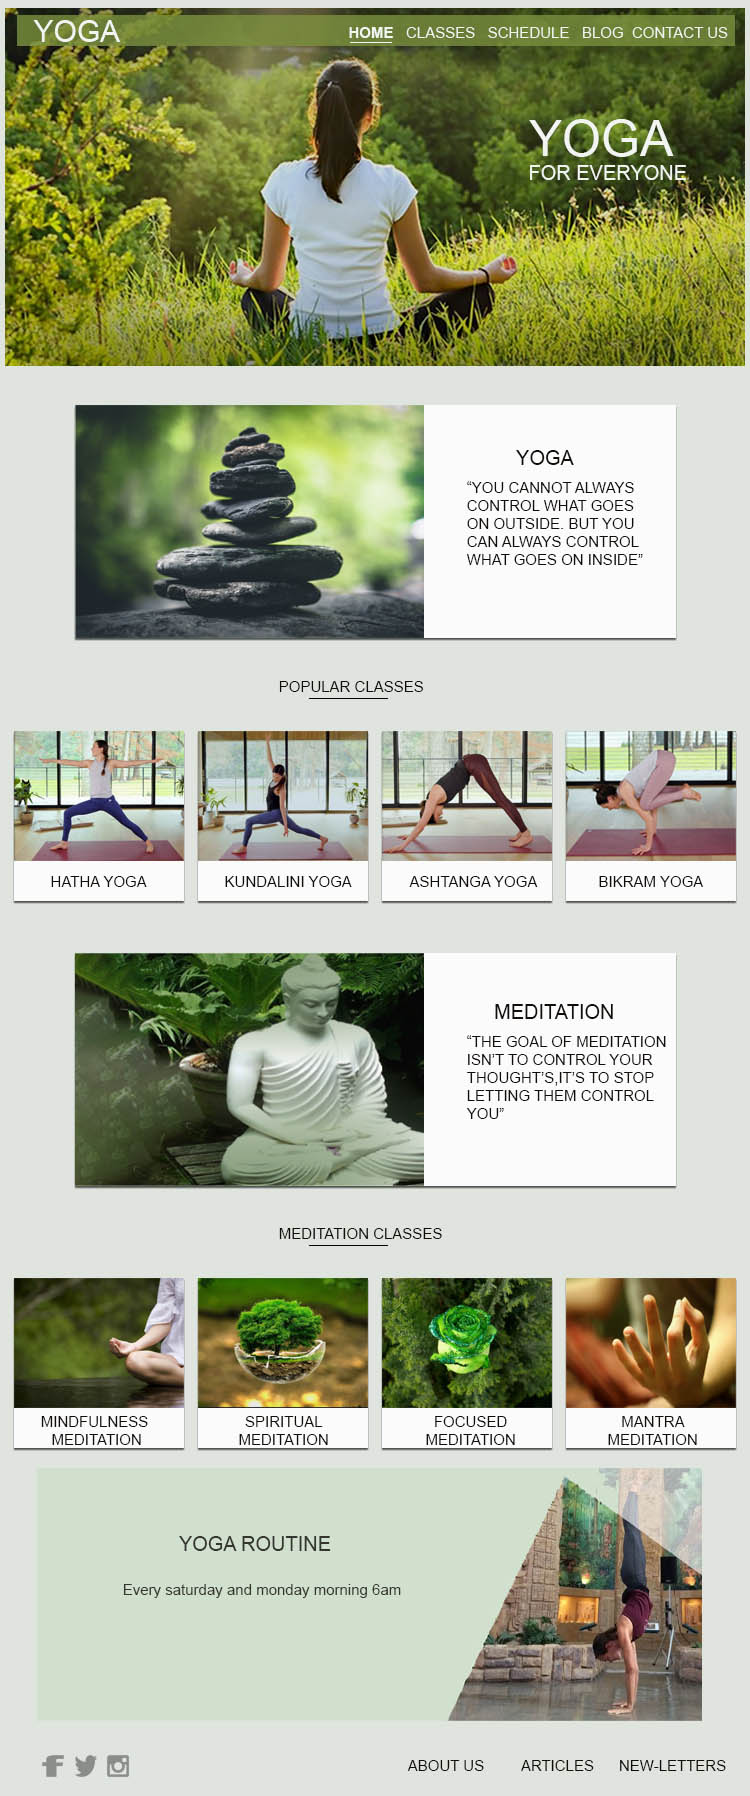 YOGA
HOME CLASSES SCHEDULE BLOG CONTACT US
YOGA
FOR EVERYONE
YOGA
“YOU CANNOT ALWAYS
CONTROL WHAT GOES
ON OUTSIDE. BUT YOU
CAN ALWAYS CONTROL
WHAT GOES ON INSIDE”
POPULAR CLASSES
HATHA YOGA
KUNDALINI YOGA
ASHTANGA YOGA
BIKRAM YOGA
MEDITATION
“THE GOAL OF MEDITATION
ISN’T TO CONTROL YOUR
THOUGHT’S,IT’S TO STOP
LETTING THEM CONTROL
YOU”
MEDITATION CLASSES
MINDFULNESS
MEDITATION
SPIRITUAL
MEDITATION
FOCUSED
MEDITATION
MANTRA
MEDITATION
YOGA ROUTINE
Every saturday and monday morning 6am
ABOUT US ARTICLES NEW-LETTERS